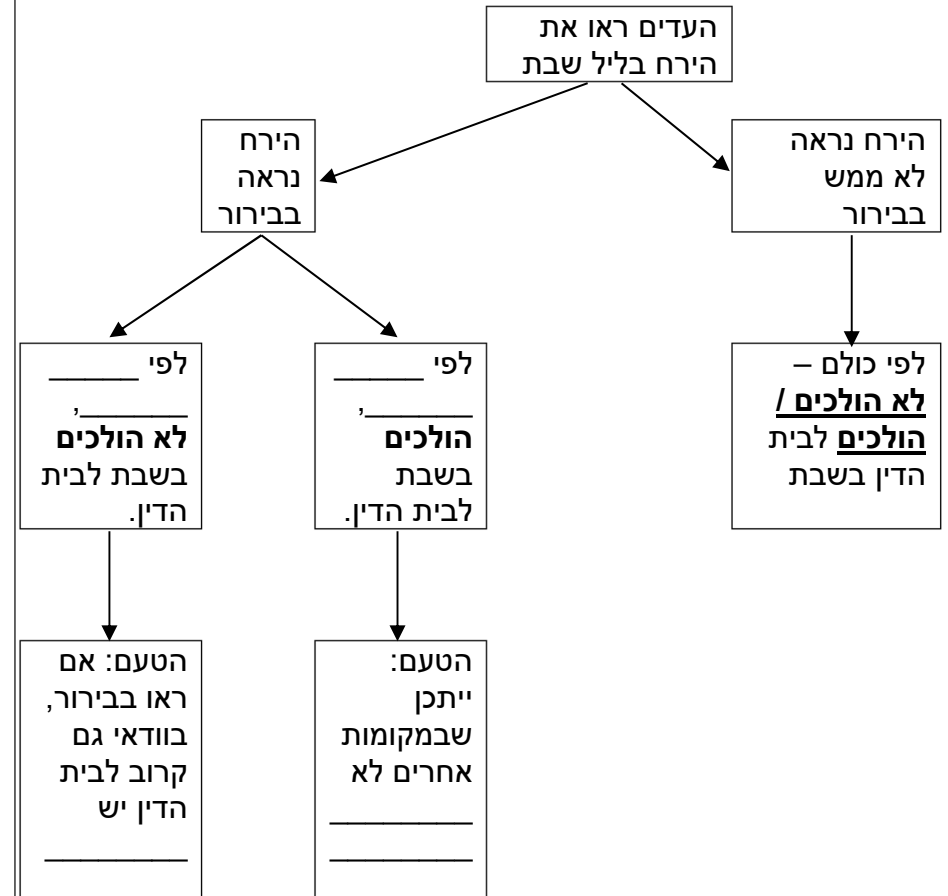 העדים ראו את
הירח בליל שבת
הירח נראה
לא ממש
בבירור
הירח
נראה
בבירור
לפי כולם –
לא הולכים /
הולכים לבית
הדין בשבת
לפי _____
______,
הולכים
בשבת
לבית הדין.
לפי _____
______,
לא הולכים
בשבת לבית
הדין.
הטעם:
ייתכן
שבמקומות
אחרים לא
________
________
הטעם: אם
ראו בבירור,
בוודאי גם
קרוב לבית
הדין יש
________